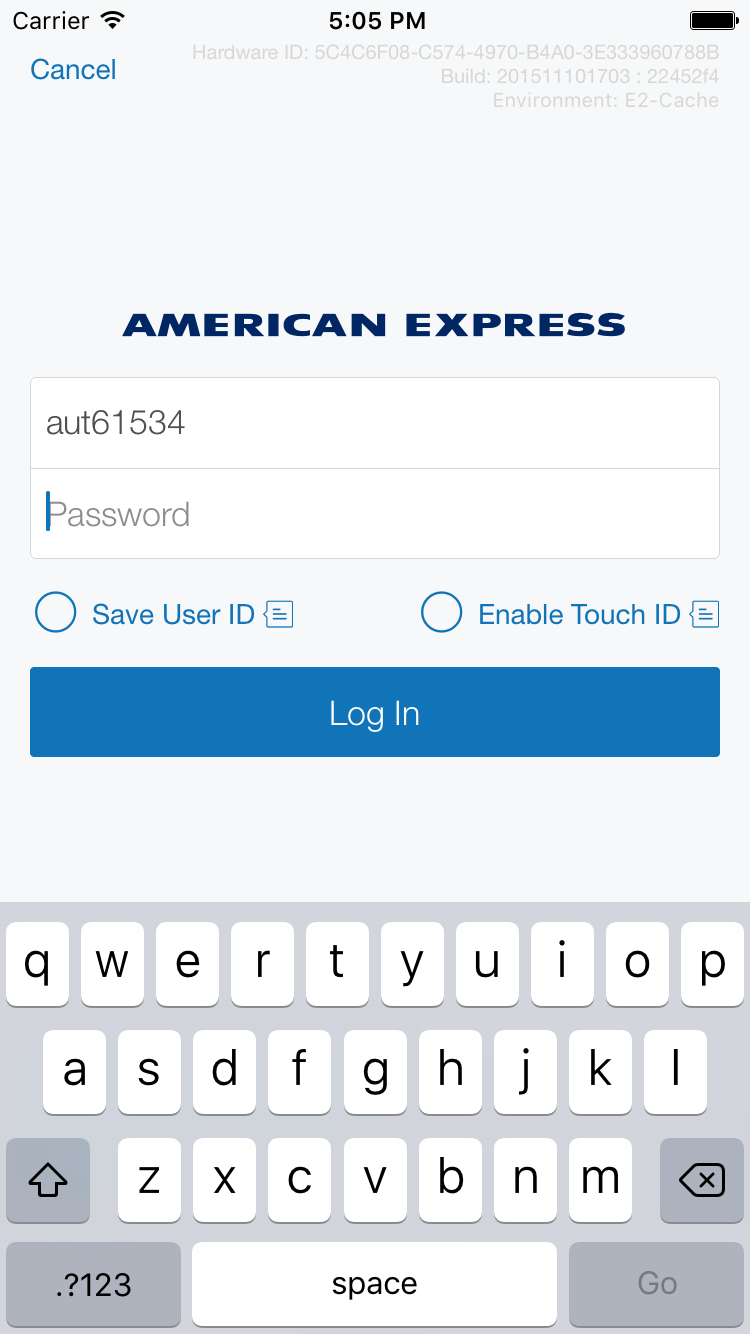 Carrier 5:05 PM
Hardware ID: 5C4C6F08-C574-4970-B4A0-3E333960788B
Cancel
Build: 201511101703 : 22452f4
Environment: E2-Cache
AMERICAN EXPRESS
aut61534
Password
Save User ID Enable Touch ID
Log In
q w e r t y u i o p
a s d f g h j k l
z x c v b n m
.?123 space Go